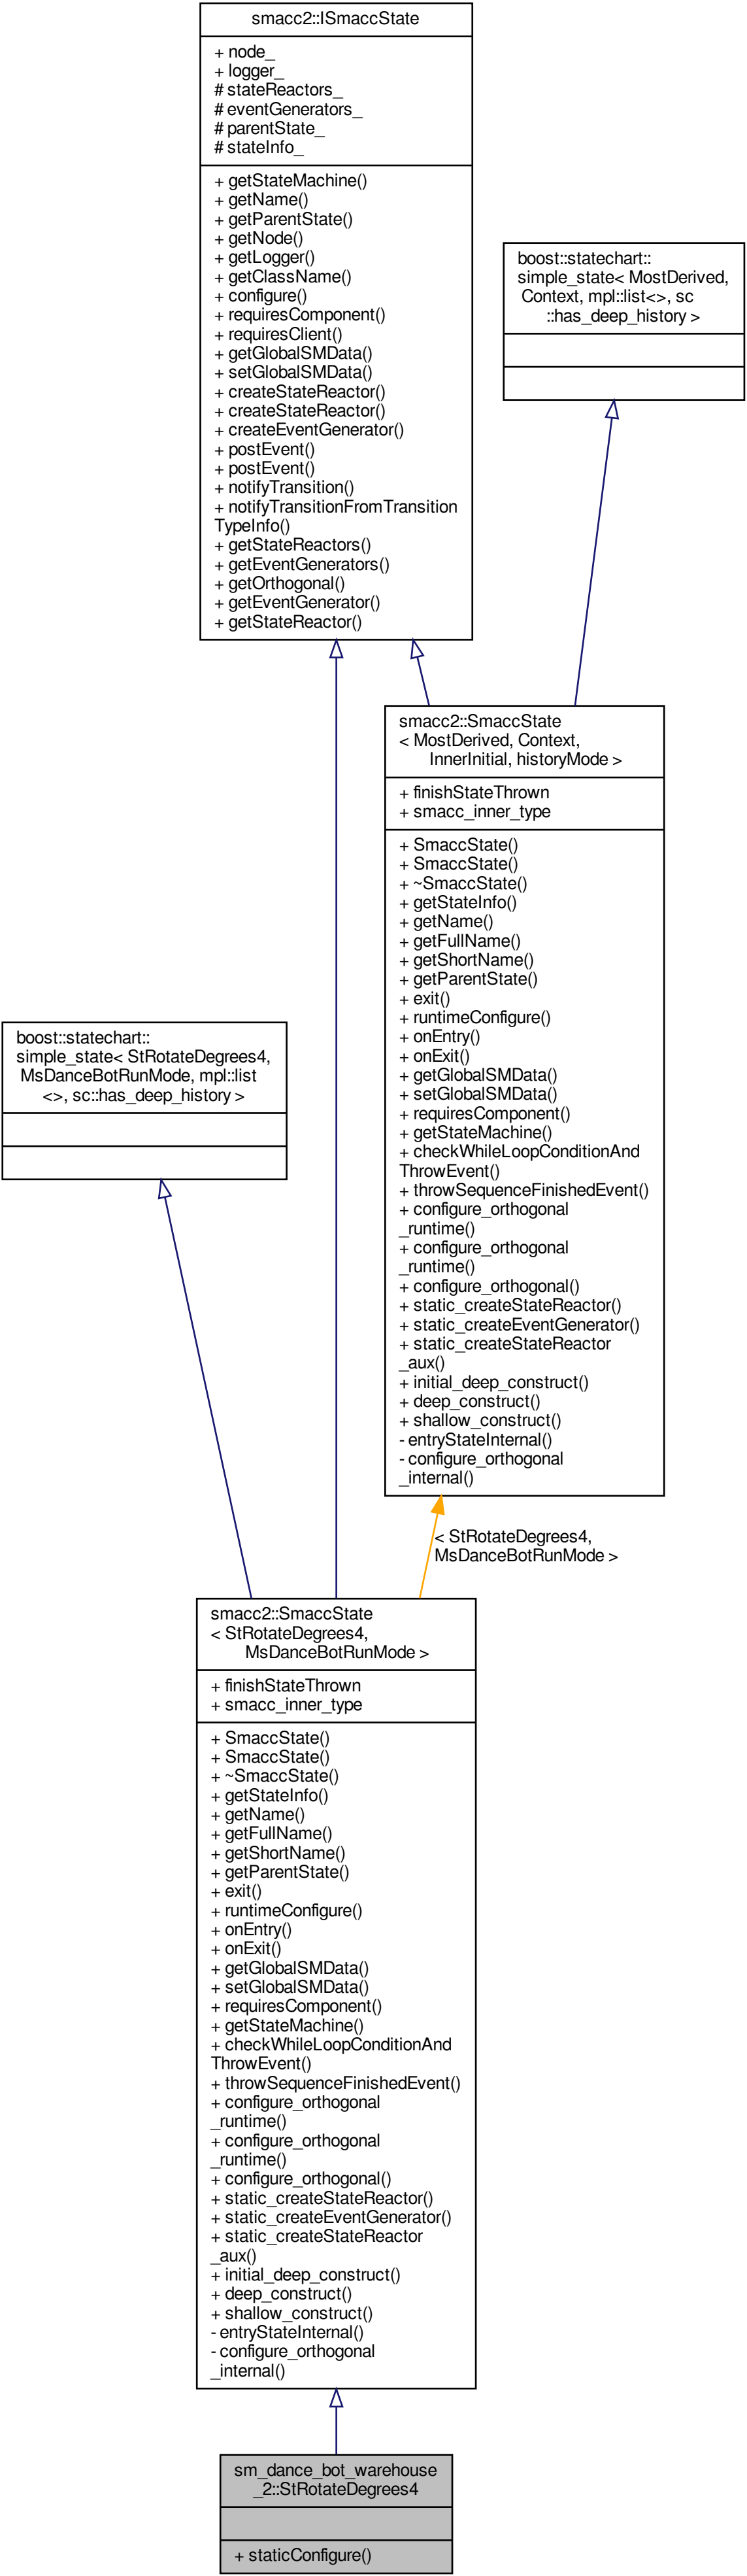 smacc2::ISmaccState
+ node_
+ logger_
# stateReactors_
# eventGenerators_
# parentState_
# stateInfo_
+ getStateMachine()
+ getName()
+ getParentState()
+ getNode()
+ getLogger()
+ getClassName()
+ configure()
+ requiresComponent()
+ requiresClient()
+ getGlobalSMData()
+ setGlobalSMData()
+ createStateReactor()
+ createStateReactor()
+ createEventGenerator()
+ postEvent()
+ postEvent()
+ notifyTransition()
+ notifyTransitionFromTransition
TypeInfo()
+ getStateReactors()
+ getEventGenerators()
+ getOrthogonal()
+ getEventGenerator()
+ getStateReactor()
boost::statechart::
simple_state< MostDerived,
Context, mpl::list<>, sc
::has_deep_history >
smacc2::SmaccState
< MostDerived, Context,
InnerInitial, historyMode >
+ finishStateThrown
+ smacc_inner_type
+ SmaccState()
+ SmaccState()
+ ~SmaccState()
+ getStateInfo()
+ getName()
+ getFullName()
+ getShortName()
+ getParentState()
+ exit()
+ runtimeConfigure()
+ onEntry()
+ onExit()
+ getGlobalSMData()
+ setGlobalSMData()
+ requiresComponent()
+ getStateMachine()
+ checkWhileLoopConditionAnd
ThrowEvent()
+ throwSequenceFinishedEvent()
+ configure_orthogonal
_runtime()
+ configure_orthogonal
_runtime()
+ configure_orthogonal()
+ static_createStateReactor()
+ static_createEventGenerator()
+ static_createStateReactor
_aux()
+ initial_deep_construct()
+ deep_construct()
+ shallow_construct()
- entryStateInternal()
- configure_orthogonal
_internal()
boost::statechart::
simple_state< StRotateDegrees4,
MsDanceBotRunMode, mpl::list
<>, sc::has_deep_history >
< StRotateDegrees4,
MsDanceBotRunMode >
smacc2::SmaccState
< StRotateDegrees4,
MsDanceBotRunMode >
+ finishStateThrown
+ smacc_inner_type
+ SmaccState()
+ SmaccState()
+ ~SmaccState()
+ getStateInfo()
+ getName()
+ getFullName()
+ getShortName()
+ getParentState()
+ exit()
+ runtimeConfigure()
+ onEntry()
+ onExit()
+ getGlobalSMData()
+ setGlobalSMData()
+ requiresComponent()
+ getStateMachine()
+ checkWhileLoopConditionAnd
ThrowEvent()
+ throwSequenceFinishedEvent()
+ configure_orthogonal
_runtime()
+ configure_orthogonal
_runtime()
+ configure_orthogonal()
+ static_createStateReactor()
+ static_createEventGenerator()
+ static_createStateReactor
_aux()
+ initial_deep_construct()
+ deep_construct()
+ shallow_construct()
- entryStateInternal()
- configure_orthogonal
_internal()
sm_dance_bot_warehouse
_2::StRotateDegrees4
+ staticConfigure()